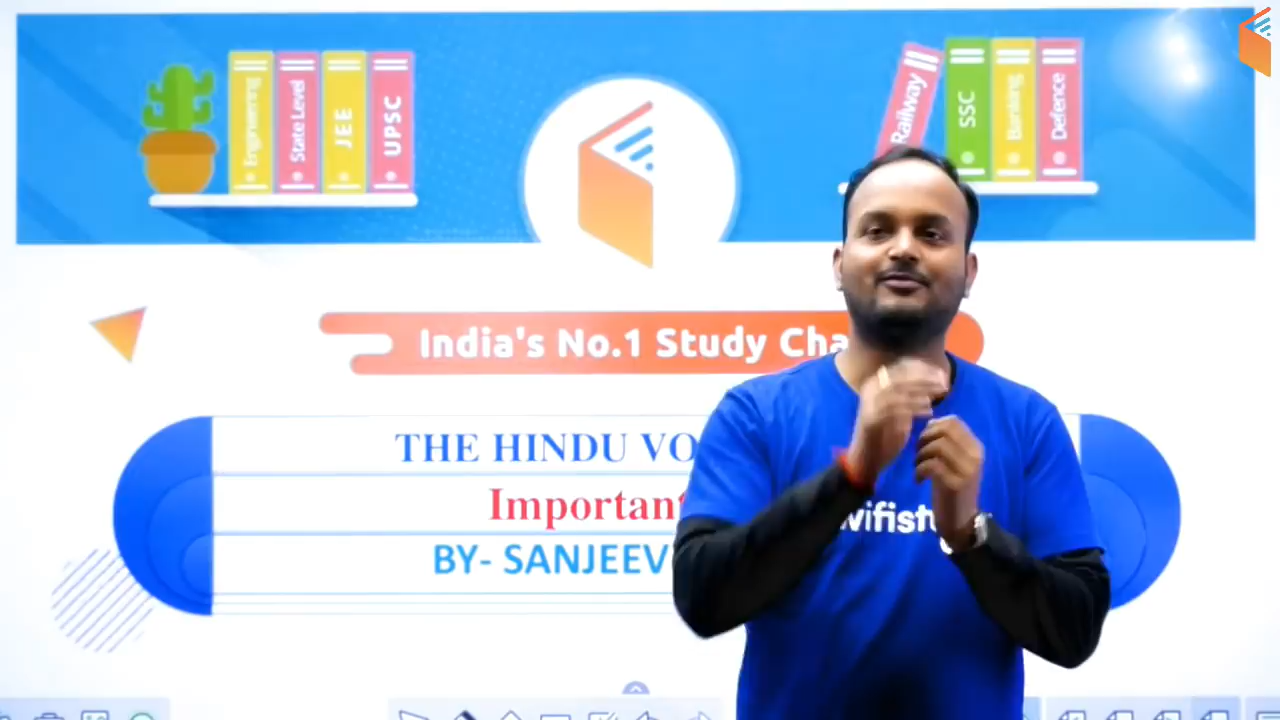 Engineering
State Level
JEE
UPSC
Railway
SSC
Banking
Defence
India's No.1 Study Cha
THE HINDU VO
Important
BY- SANJEEV
wifistu